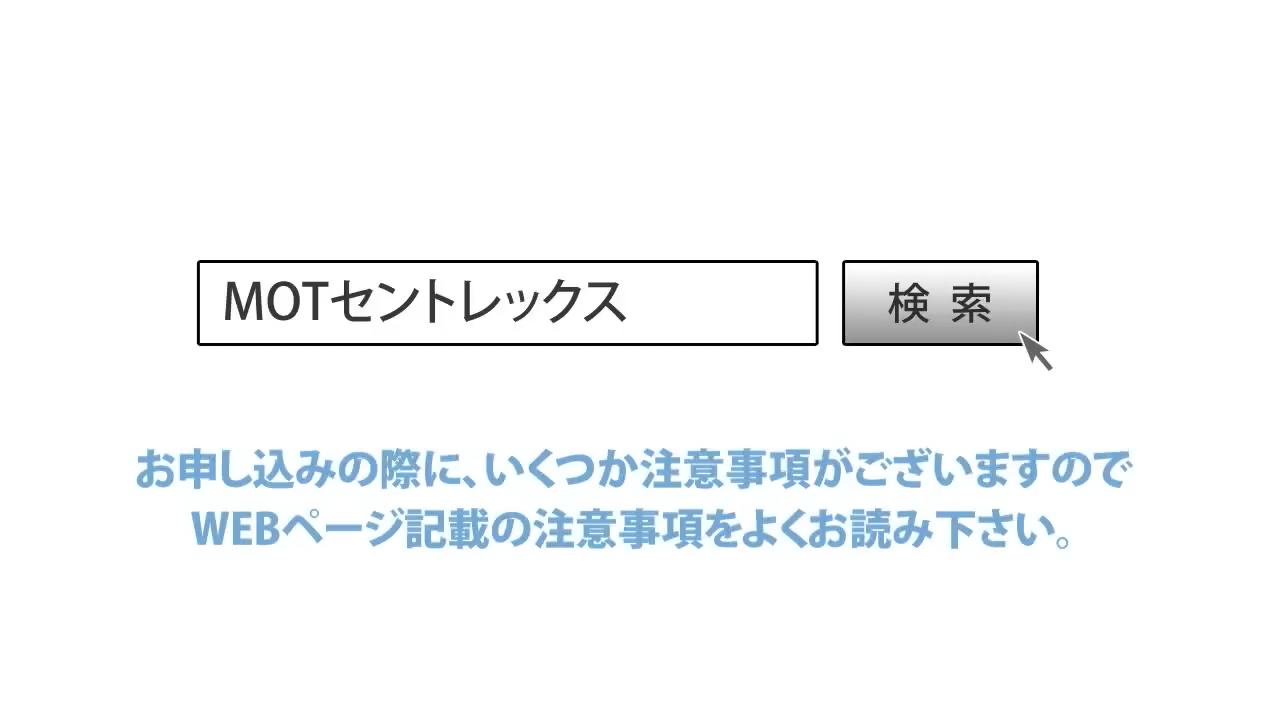 MOTセントレックス
検索
お申し込みの際に、いくつか注意事項がございますので
WEBページ記載の注意事項をよくお読み下さい。